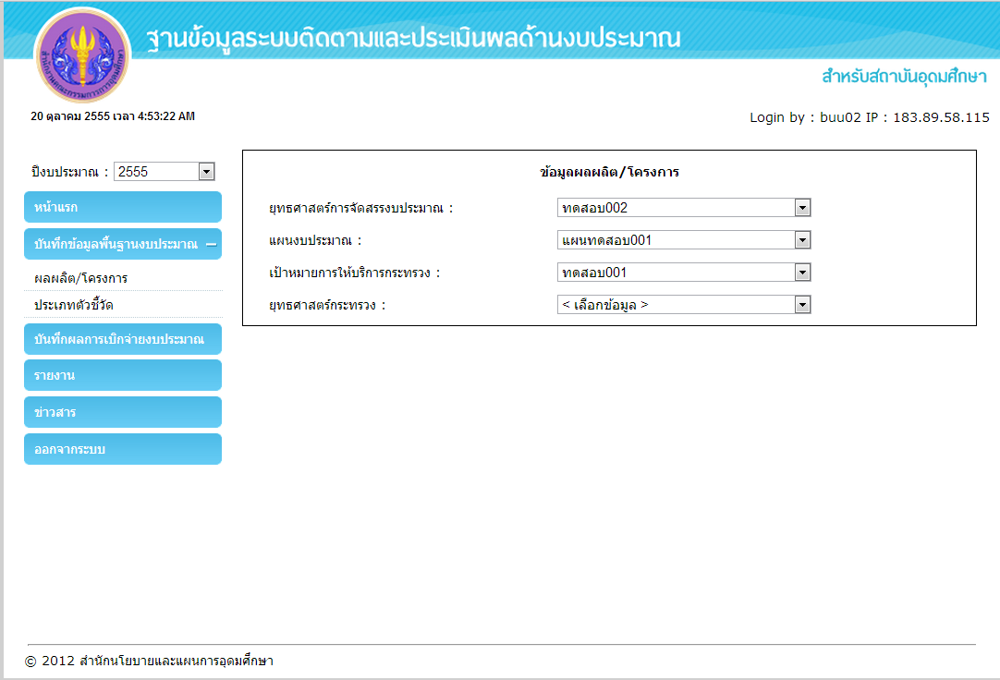 ฐานข้อมูลระบบติดตามและประเมินผลด้านงบประมาณ
สำหรับสถาบันอุดมศึกษา
20 ตุลาคม 2555 เวลา 4:53:22 AM
Login by : buu02 IP : 183.89.58.115
ปีงบประมาณ : 2555
หน้าแรก
บันทึกข้อมูลพื้นฐานงบประมาณ
ผลผลิต/โครงการ
ประเภทตัวชี้วัด
บันทึกผลการเบิกจ่ายงบประมาณ
รายงาน
ข่าวสาร
ออกจากระบบ
ข้อมูลผลผลิต/โครงการ
ยุทธศาสตร์การจัดสรรงบประมาณ : ทดสอบ002
แผนงบประมาณ : แผนทดสอบ001
เป้าหมายการให้บริการกระทรวง : ทดสอบ001
ยุทธศาสตร์กระทรวง : < เลือกข้อมูล >
© 2012 สำนักนโยบายและแผนการอุดมศึกษา